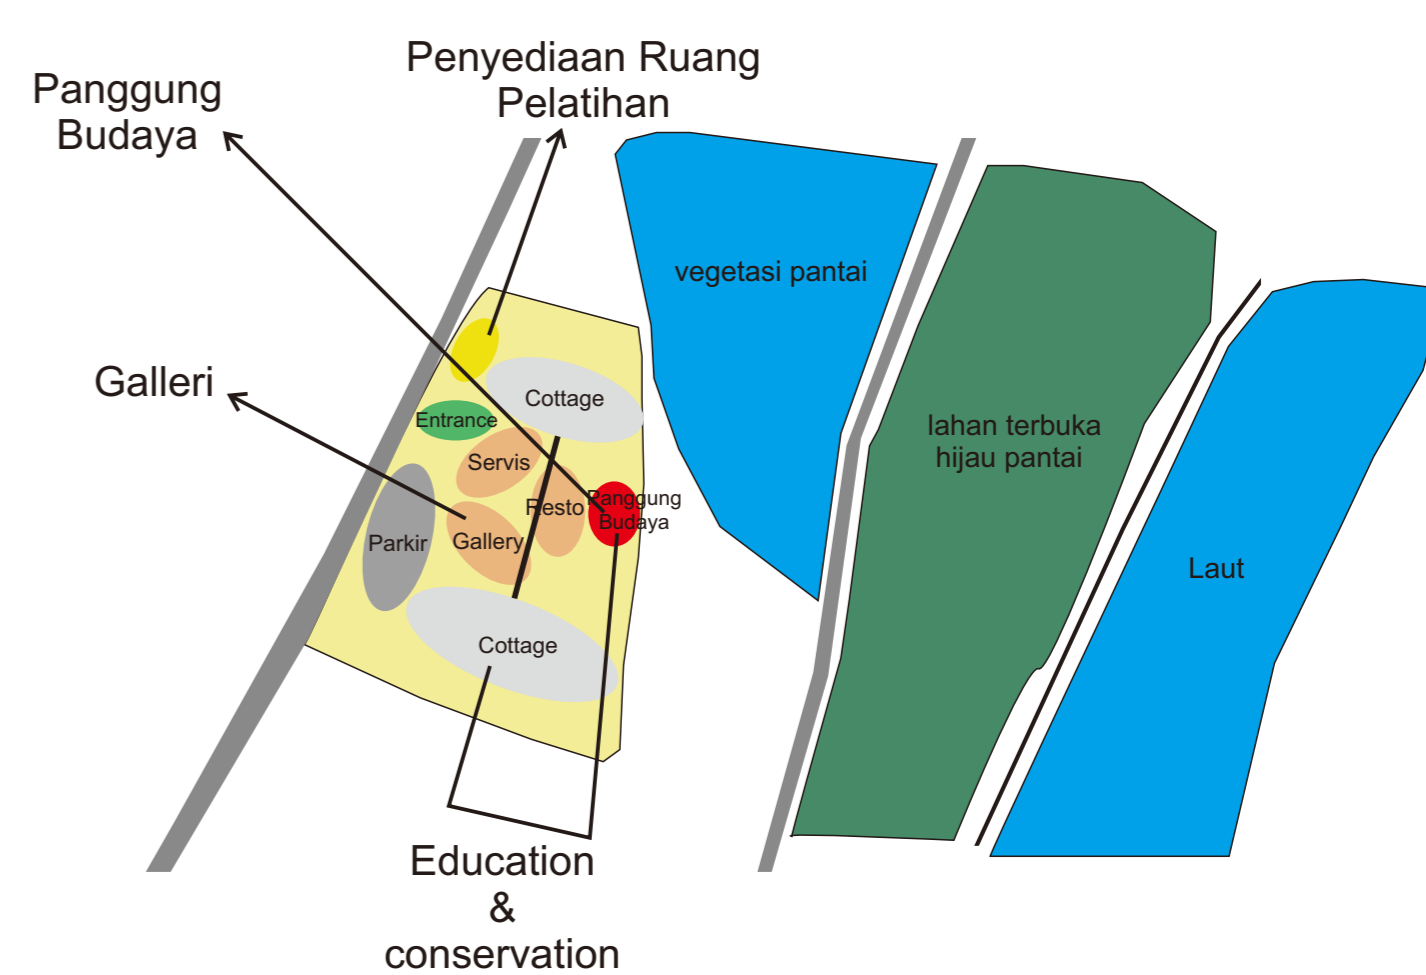 Penyediaan Ruang
Pelatihan
Panggung
Budaya
Galleri
vegetasi pantai
Cottage
Entrance
Servis
Resto
Panggung
Budaya
Gallery
Parkir
Cottage
lahan terbuka
hijau pantai
Laut
Education
&
conservation